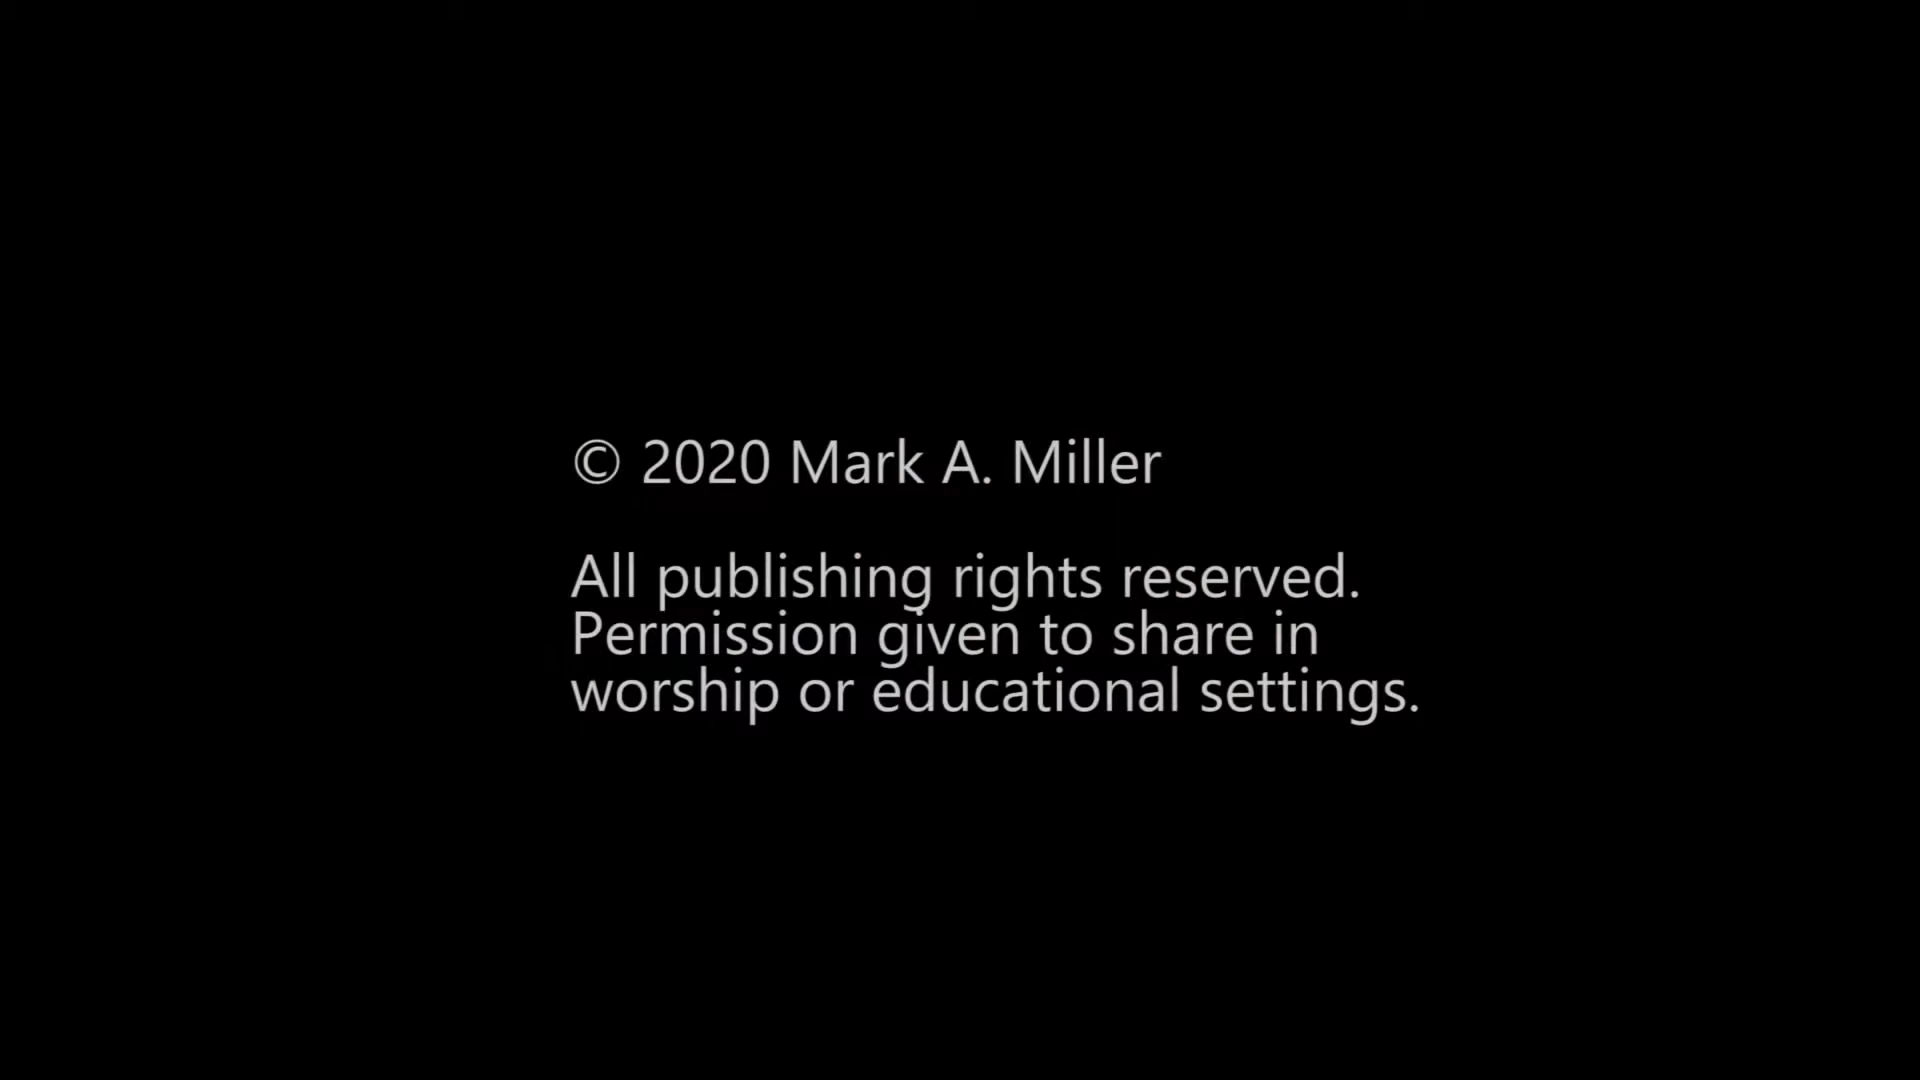 © 2020 Mark A. Miller
All publishing rights reserved.
Permission given to share in
worship or educational settings.